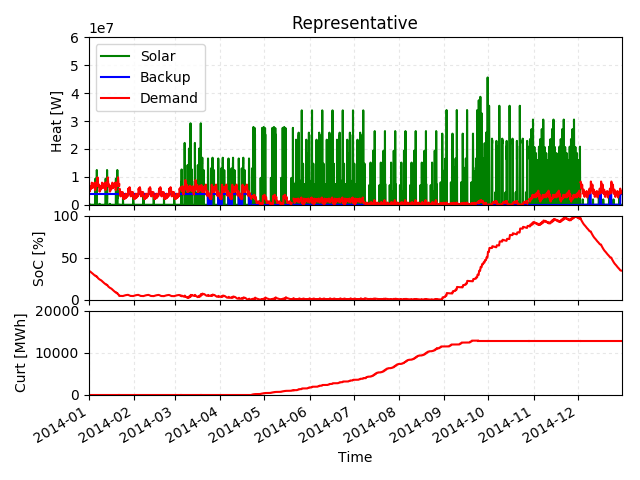 Representative
1e7
Solar
Backup
Demand
Heat [W]
6
5
4
3
2
1
0
SoC [%]
100
50
0
Curt [MWh]
20000
10000
0
2014-01 2014-02 2014-03 2014-04 2014-05 2014-06 2014-07 2014-08 2014-09 2014-10 2014-11 2014-12
Time